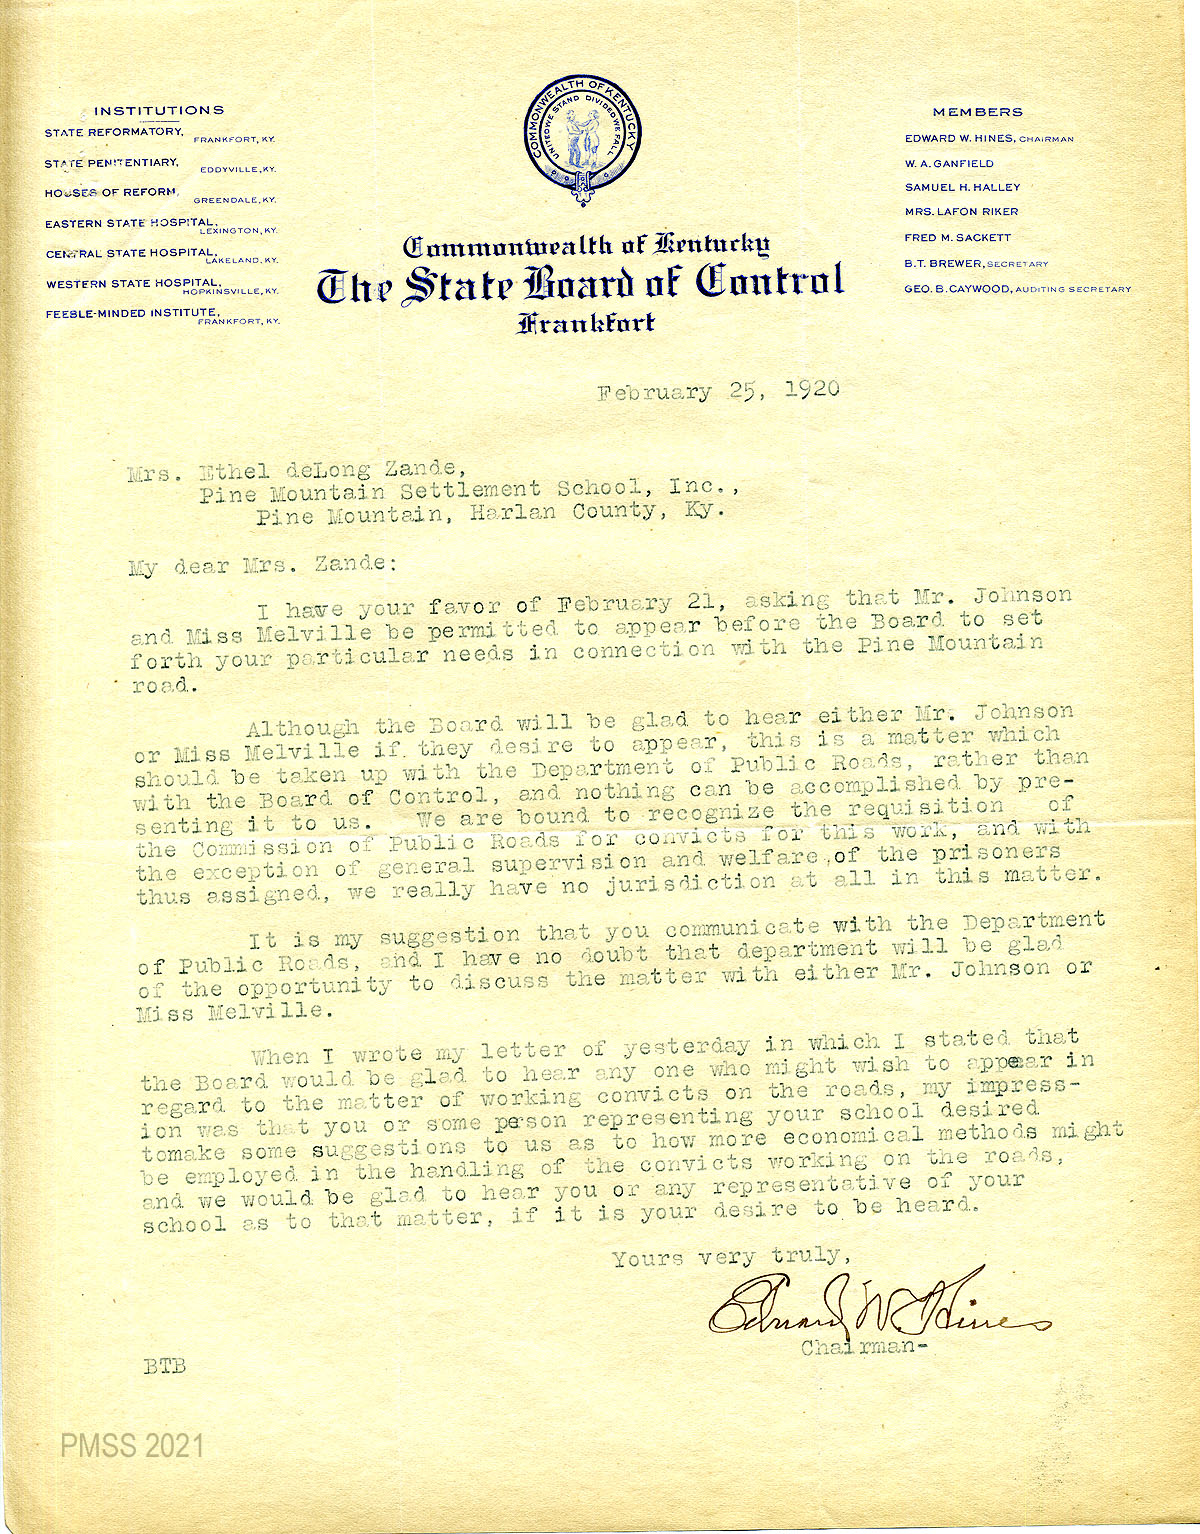 INSTITUTIONS
STATE REFORMATORY,
FRANKFORT, KY.
STATE PENITENTIARY,
EDDYVILLE, KY.
HOUSES OF REFORM,
GREENDALE, KY.
EASTERN STATE HOSPITAL,
LEXINGTON, KY.
CENTRAL STATE HOSPITAL,
LAKELAND, KY.
WESTERN STATE HOSPITAL,
HOPKINSVILLE, KY.
FEEBLE-MINDED INSTITUTE,
FRANKFORT, KY.
COMMONWEALTH OF KENTUCKY
UNITED WE STAND DIVIDED WE FALL
Commonwealth of Kentucky
The State Board of Control
Frankfort
MEMBERS
EDWARD W. HINES, CHAIRMAN
W. A. GANFIELD
SAMUEL H. HALLEY
MRS. LAFON RIKER
FRED M. SACKETT
B. T. BREWER, SECRETARY
GEO. B. CAYWOOD, AUDITING SECRETARY
February 25, 1920
Mrs. Ethel deLong Zande,
Pine Mountain Settlement School, Inc.,
Pine Mountain, Harlan County, Ky.
My dear Mrs. Zande:
I have your favor of February 21, asking that Mr. Johnson
and Miss Melville be permitted to appear before the Board to set
forth your particular needs in connection with the Pine Mountain
road.
Although the Board will be glad to hear either Mr. Johnson
or Miss Melville if they desire to appear, this is a matter which
should be taken up with the Department of Public Roads, rather than
with the Board of Control, and nothing can be accomplished by pre-
senting it to us. We are bound to recognize the requisition of
the Commission of Public Roads for convicts for this work, and with
the exception of general supervision and welfare of the prisoners
thus assigned, we really have no jurisdiction at all in this matter.
It is my suggestion that you communicate with the Department
of Public Roads, and I have no doubt that department will be glad
of the opportunity to discuss the matter with either Mr. Johnson or
Miss Melville.
When I wrote my letter of yesterday in which I stated that
the Board would be glad to hear any one who might wish to appear in
regard to the matter of working convicts on the roads, my impress-
ion was that you or some person representing your school desired
tomake some suggestions to us as to how more economical methods might
be employed in the handling of the convicts working on the roads,
and we would be glad to hear you or any representative of your
school as to that matter, if it is your desire to be heard.
Yours very truly,
Edward W. Hines
Chairman-
BTB
PMSS 2021